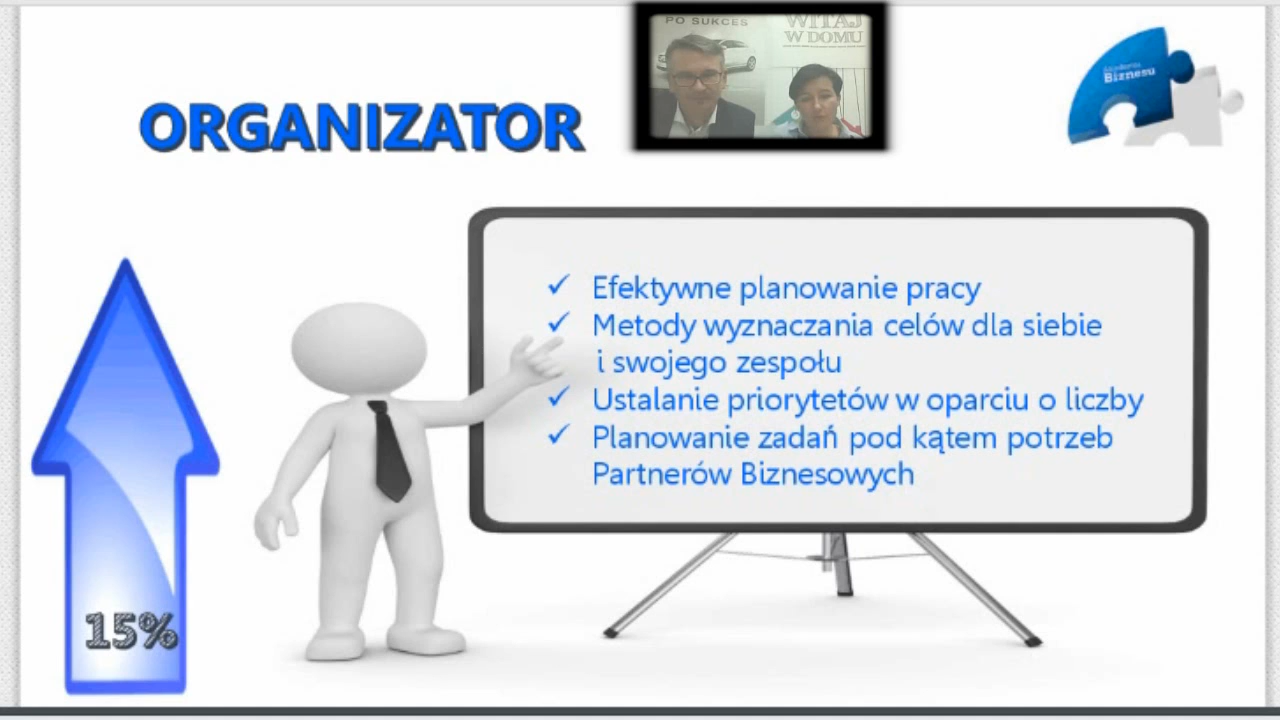 PO SUKCES
WITAJ
W DOMU
Akademia
Biznesu
ORGANIZATOR
✓ Efektywne planowanie pracy
✓ Metody wyznaczania celów dla siebie
i swojego zespołu
✓ Ustalanie priorytetów w oparciu o liczby
✓ Planowanie zadań pod kątem potrzeb
Partnerów Biznesowych
15%